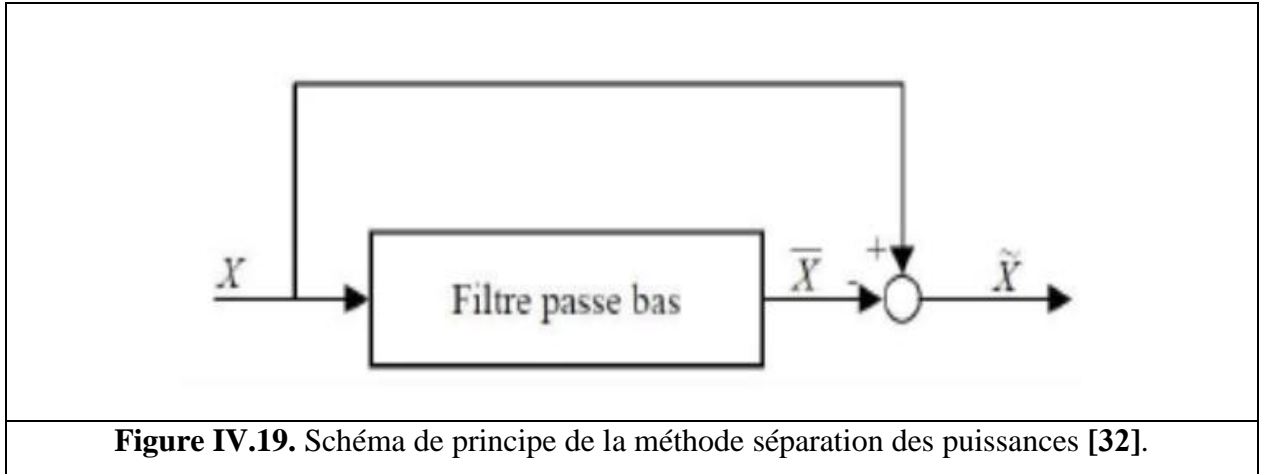 X
Filtre passe bas
X̅
+
-
X̃
Figure IV.19. Schéma de principe de la méthode séparation des puissances [32].